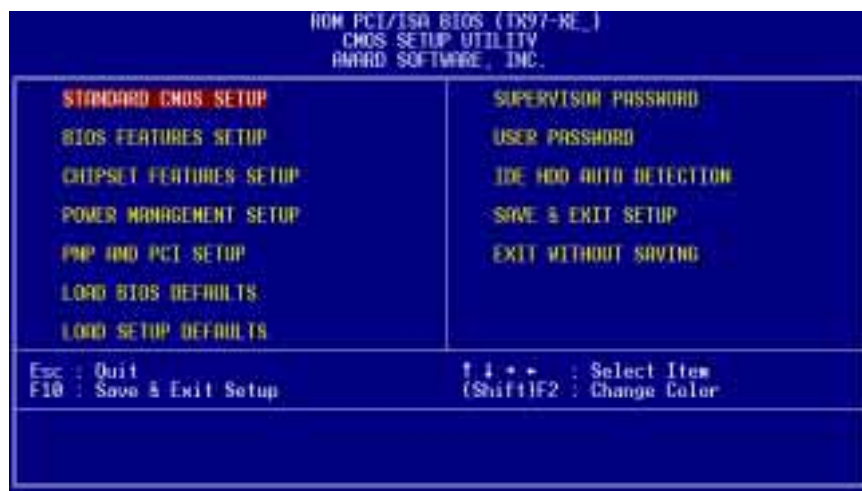 ROM PCI/ISA BIOS (TX97-XE_)
CMOS SETUP UTILITY
AWARD SOFTWARE, INC.
STANDARD CMOS SETUP
BIOS FEATURES SETUP
CHIPSET FEATURES SETUP
POWER MANAGEMENT SETUP
PNP AND PCI SETUP
LOAD BIOS DEFAULTS
LOAD SETUP DEFAULTS
SUPERVISOR PASSWORD
USER PASSWORD
IDE HDD AUTO DETECTION
SAVE & EXIT SETUP
EXIT WITHOUT SAVING
Esc : Quit
F10 : Save & Exit Setup
↑ ↓ → ← : Select Item
(Shift)F2 : Change Color